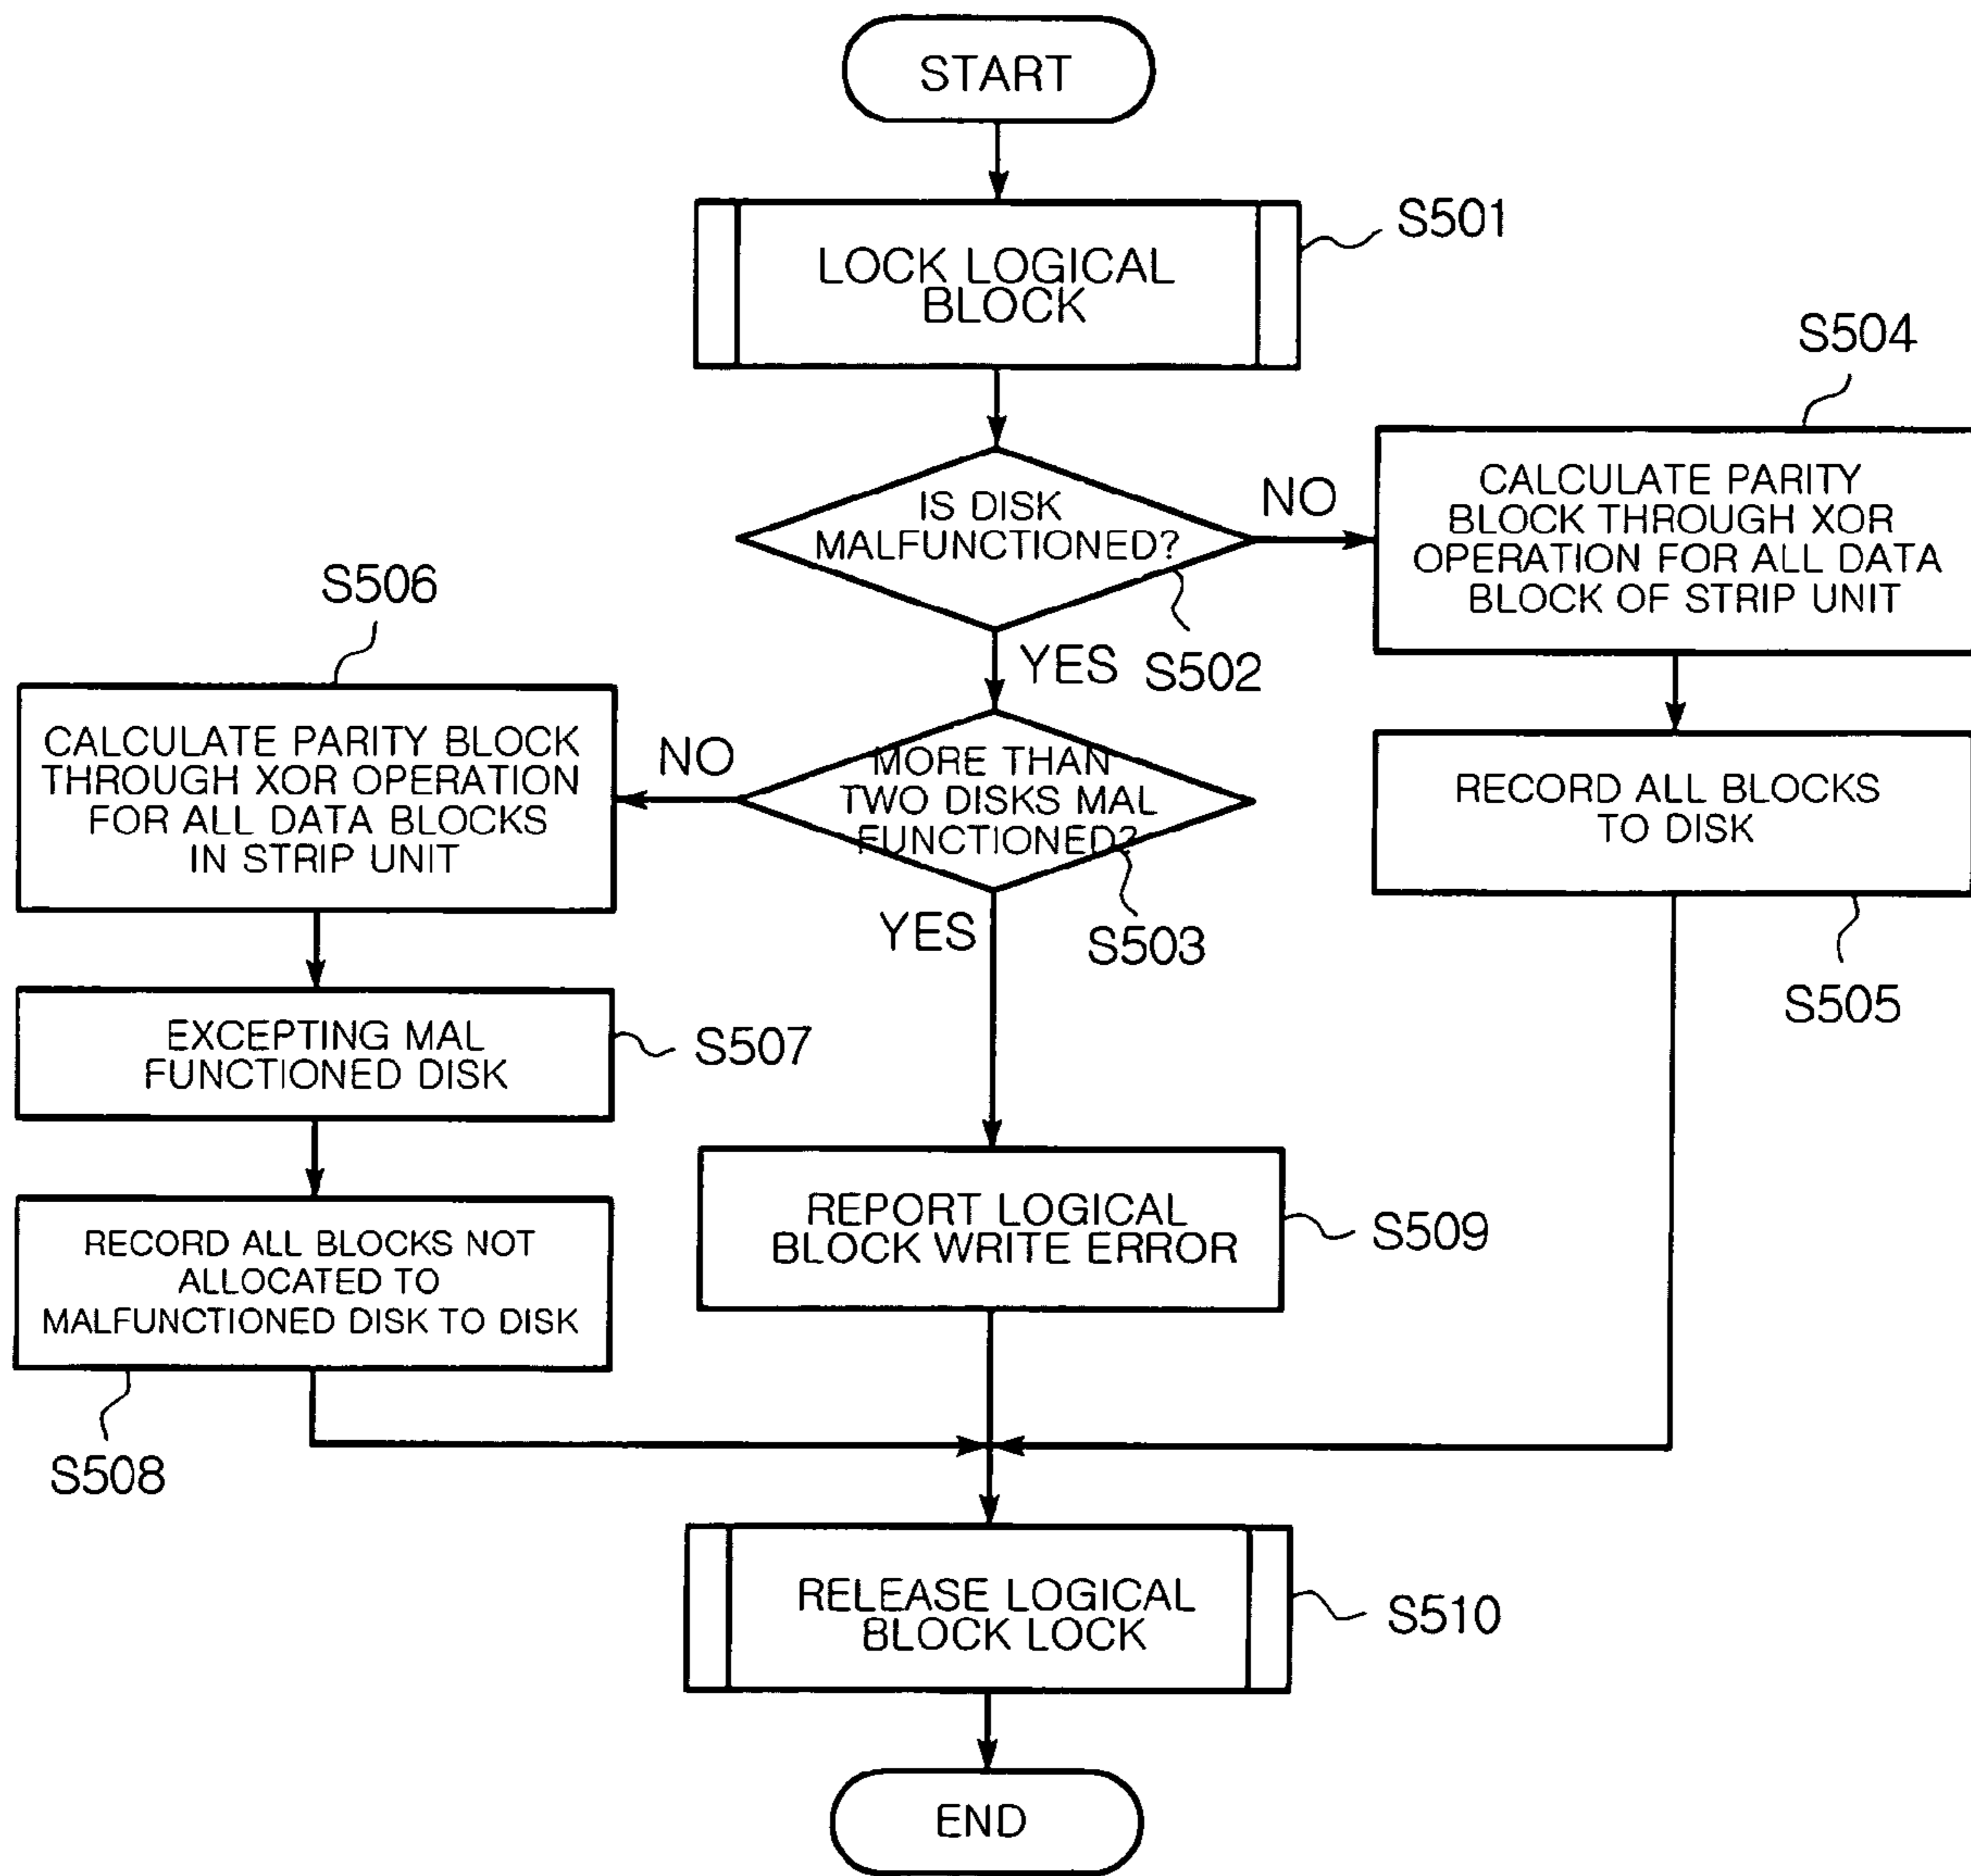 START
LOCK LOGICAL
BLOCK
S501
IS DISK
MALFUNCTIONED?
S502
NO
YES
S504
CALCULATE PARITY
BLOCK THROUGH XOR
OPERATION FOR ALL DATA
BLOCK OF STRIP UNIT
RECORD ALL BLOCKS
TO DISK
S505
MORE THAN
TWO DISKS MAL
FUNCTIONED?
S503
NO
YES
S506
CALCULATE PARITY BLOCK
THROUGH XOR OPERATION
FOR ALL DATA BLOCKS
IN STRIP UNIT
EXCEPTING MAL
FUNCTIONED DISK
S507
RECORD ALL BLOCKS NOT
ALLOCATED TO
MALFUNCTIONED DISK TO DISK
S508
REPORT LOGICAL
BLOCK WRITE ERROR
S509
RELEASE LOGICAL
BLOCK LOCK
S510
END